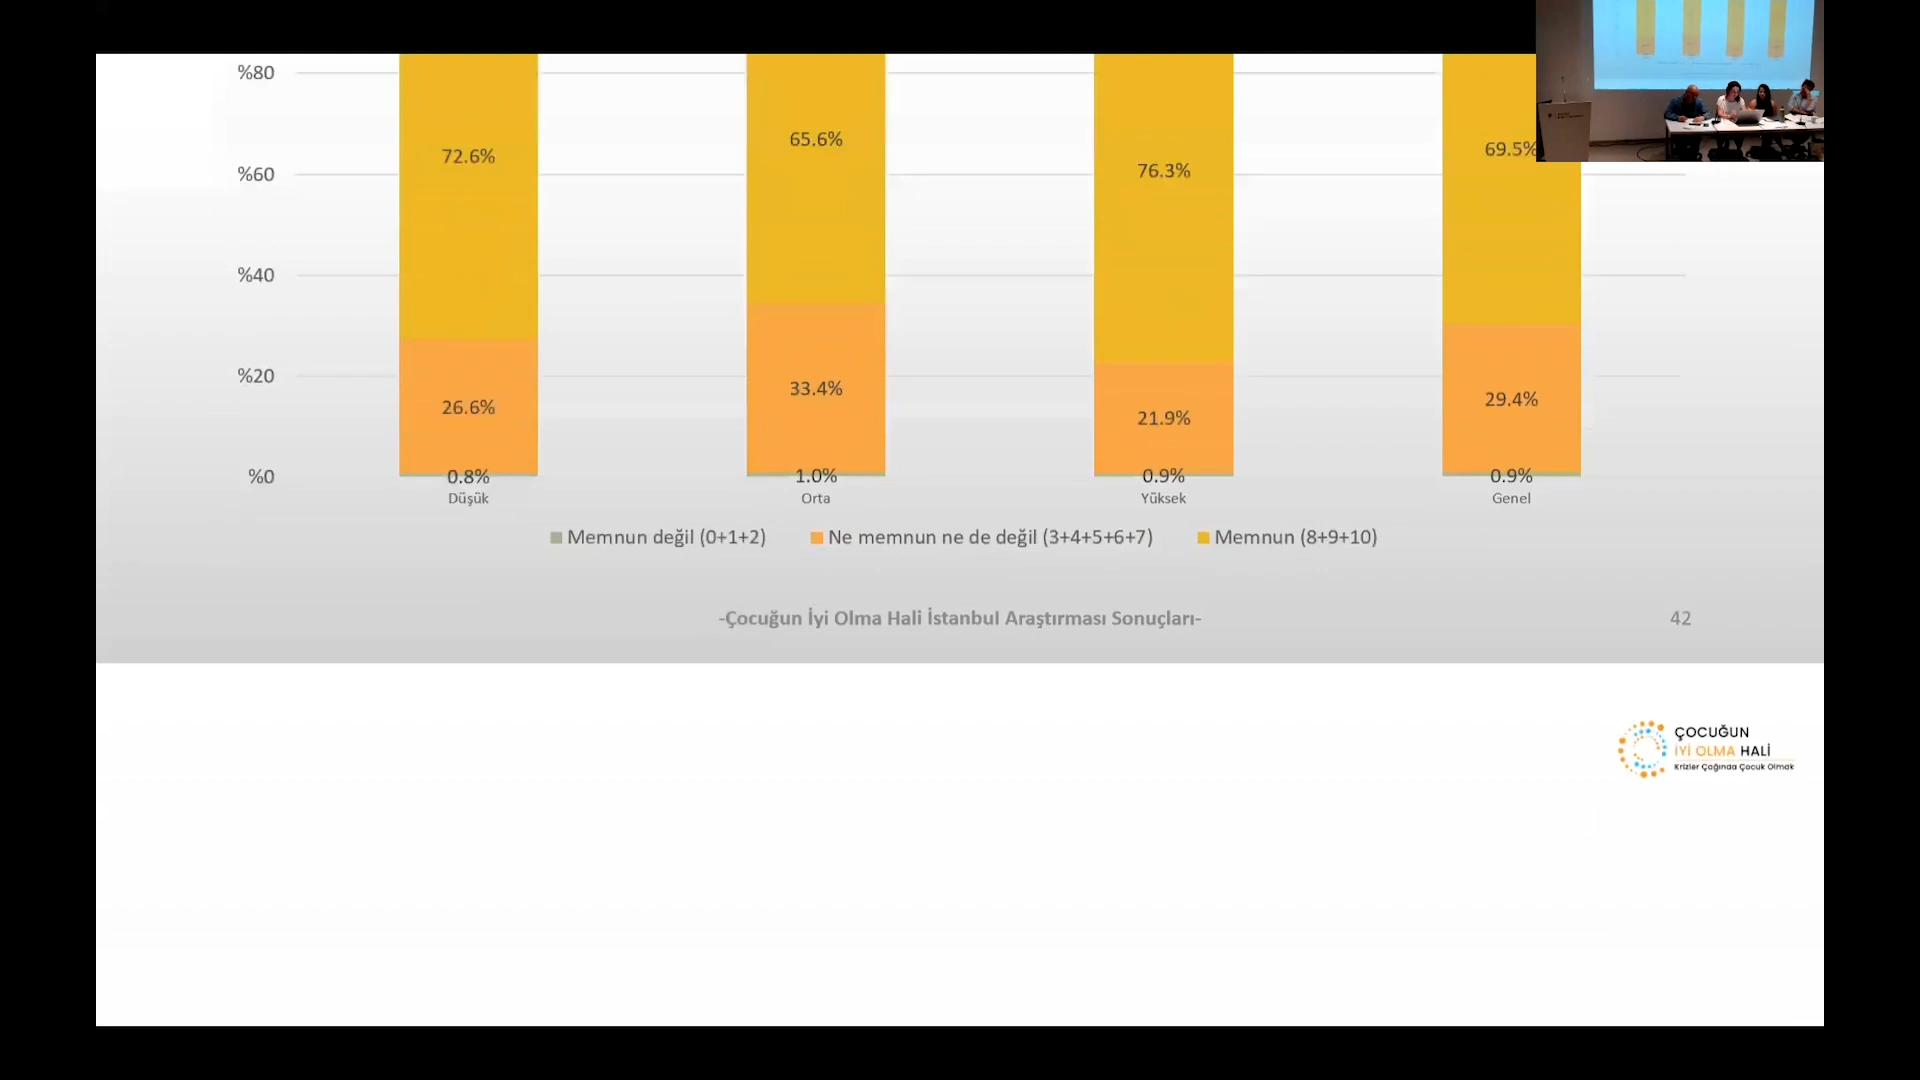 %80
72.6%
65.6%
76.3%
69.5%
%60
%40
%20
26.6%
33.4%
21.9%
29.4%
%0
0.8%
1.0%
0.9%
0.9%
Düşük
Orta
Yüksek
Genel
Memnun değil (0+1+2)
Ne memnun ne de değil (3+4+5+6+7)
Memnun (8+9+10)
-Çocuğun İyi Olma Hali İstanbul Araştırması Sonuçları-
42
ÇOCUĞUN
İYİ OLMA HALİ
Krizler Çağında Çocuk Olmak